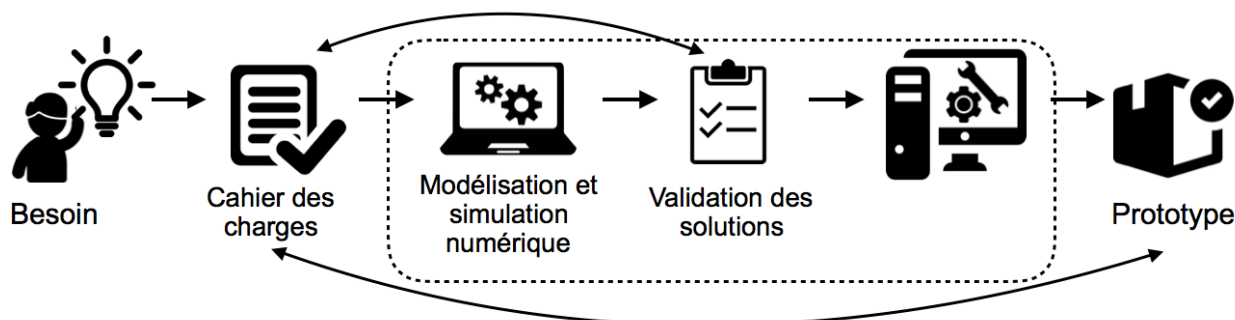 Besoin
Cahier des
charges
Modélisation et
simulation
numérique
Validation des
solutions
Prototype